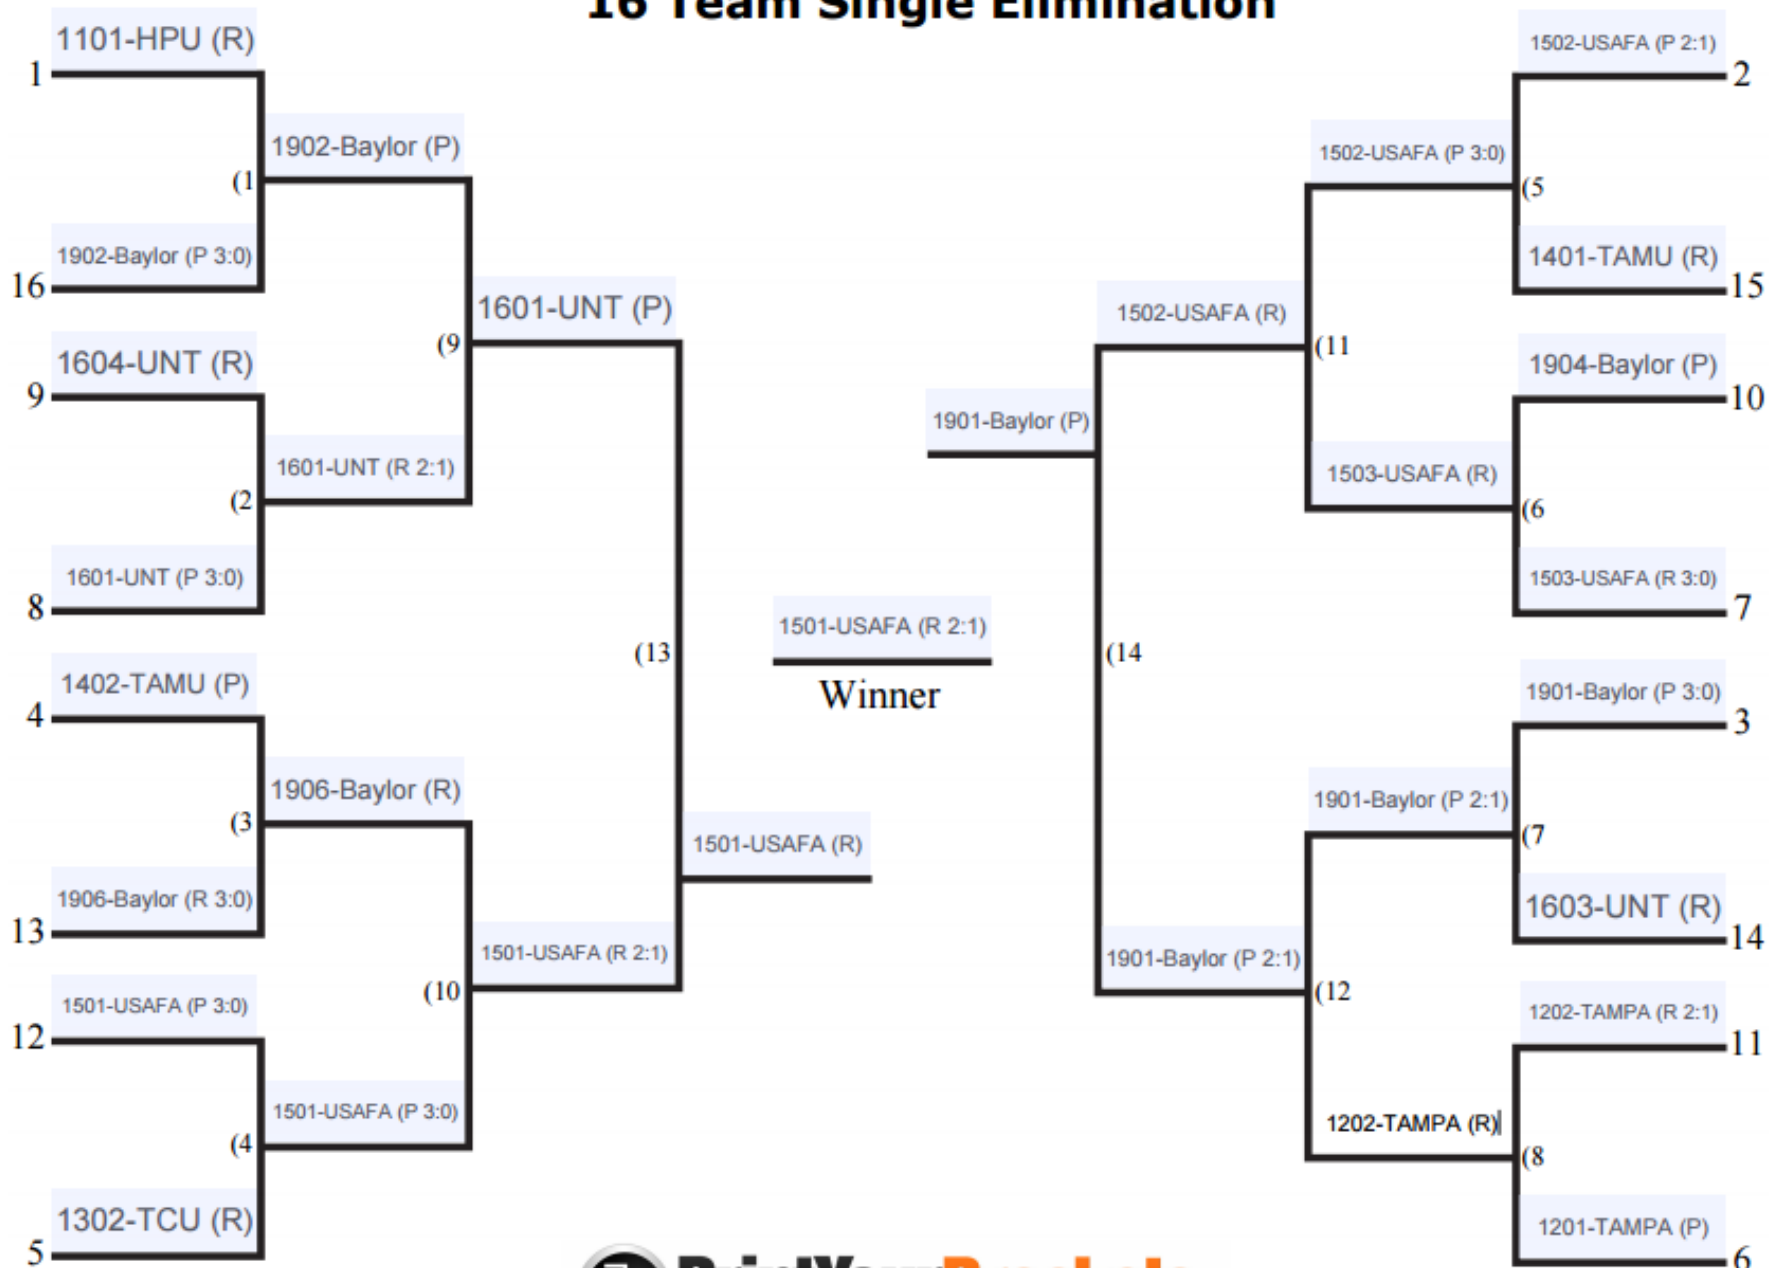 16 Team Single Elimination
1101-HPU (R)
1
1902-Baylor (P)
(1
1902-Baylor (P 3:0)
16
1601-UNT (P)
(9
1604-UNT (R)
9
1601-UNT (R 2:1)
(2
1601-UNT (P 3:0)
8
(13
1402-TAMU (P)
4
1906-Baylor (R)
(3
1906-Baylor (R 3:0)
13
1501-USAFA (R)
1501-USAFA (R 2:1)
(10
1501-USAFA (P 3:0)
12
1501-USAFA (P 3:0)
(4
1302-TCU (R)
5
1501-USAFA (R 2:1)
Winner
1502-USAFA (P 2:1)
2
1502-USAFA (P 3:0)
(5
1401-TAMU (R)
15
1502-USAFA (R)
(11
1904-Baylor (P)
10
1901-Baylor (P)
1503-USAFA (R)
(6
1503-USAFA (R 3:0)
7
(14
1901-Baylor (P 3:0)
3
1901-Baylor (P 2:1)
(7
1603-UNT (R)
14
1901-Baylor (P 2:1)
(12
1202-TAMPA (R 2:1)
11
1202-TAMPA (R)
(8
1201-TAMPA (P)
6
PrintYourBrackets